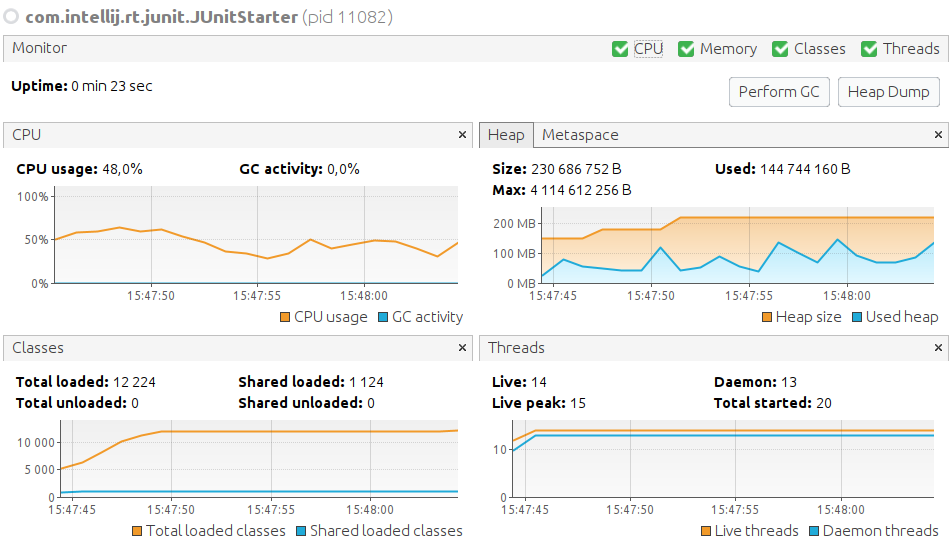 com.intellij.rt.junit.JUnitStarter (pid 11082)
Monitor CPU Memory Classes Threads
Uptime: 0 min 23 sec
Perform GC Heap Dump
CPU ×
CPU usage: 48,0% GC activity: 0,0%
100%
50%
0%
15:47:50 15:47:55 15:48:00
CPU usage GC activity
Heap Metaspace ×
Size: 230 686 752 B Used: 144 744 160 B
Max: 4 114 612 256 B
200 MB
100 MB
0 MB
15:47:45 15:47:50 15:47:55 15:48:00
Heap size Used heap
Classes ×
Total loaded: 12 224 Shared loaded: 1 124
Total unloaded: 0 Shared unloaded: 0
10 000
5 000
0
15:47:45 15:47:50 15:47:55 15:48:00
Total loaded classes Shared loaded classes
Threads ×
Live: 14 Daemon: 13
Live peak: 15 Total started: 20
10
0
15:47:45 15:47:50 15:47:55 15:48:00
Live threads Daemon threads